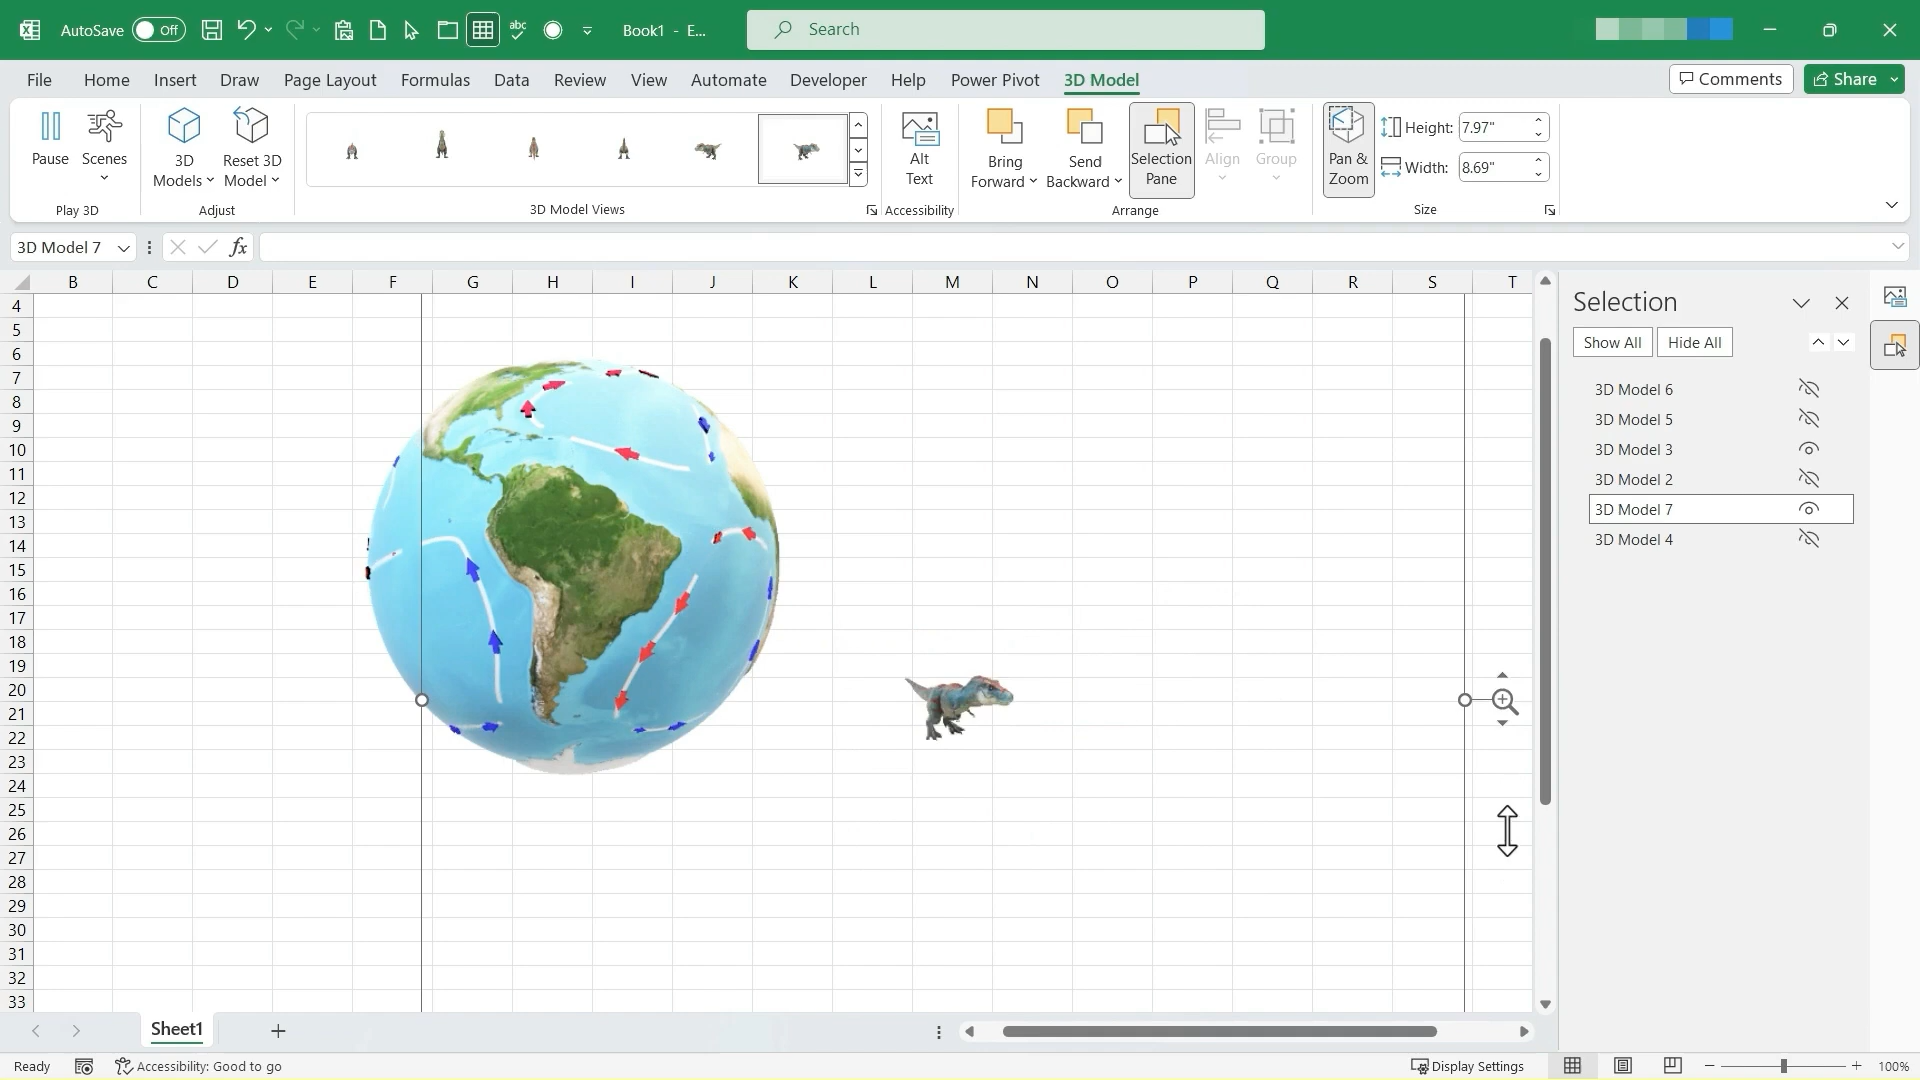 AutoSave Off abc Book1 - E... Search
File Home Insert Draw Page Layout Formulas Data Review View Automate Developer Help Power Pivot 3D Model Comments Share
Pause Scenes 3D Models Reset 3D Model Alt Text Bring Forward Send Backward Selection Pane Align Group Pan & Zoom Height: 7.97" Width: 8.69"
Play 3D Adjust 3D Model Views Accessibility Arrange Size
3D Model 7 fx
B C D E F G H I J K L M N O P Q R S T
4
5
6
7
8
9
10
11
12
13
14
15
16
17
18
19
20
21
22
23
24
25
26
27
28
29
30
31
32
33
Selection
Show All Hide All
3D Model 6
3D Model 5
3D Model 3
3D Model 2
3D Model 7
3D Model 4
Sheet1
Ready Accessibility: Good to go Display Settings 100%